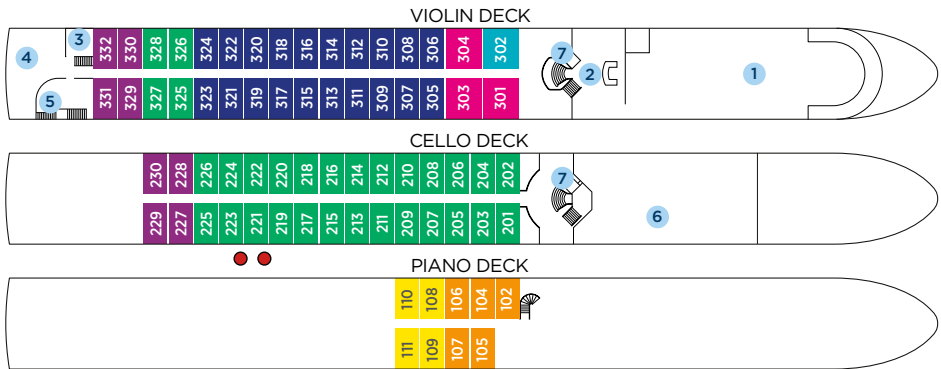 VIOLIN DECK
4 3 332 330 328 326 324 322 320 318 316 314 312 310 308 306 304 302 7 2 1
5 331 329 327 325 323 321 319 317 315 313 311 309 307 305 303 301
CELLO DECK
230 228 226 224 222 220 218 216 214 212 210 208 206 204 202 7
229 227 225 223 221 219 217 215 213 211 209 207 205 203 201 6
PIANO DECK
110 108 106 104 102
111 109 107 105